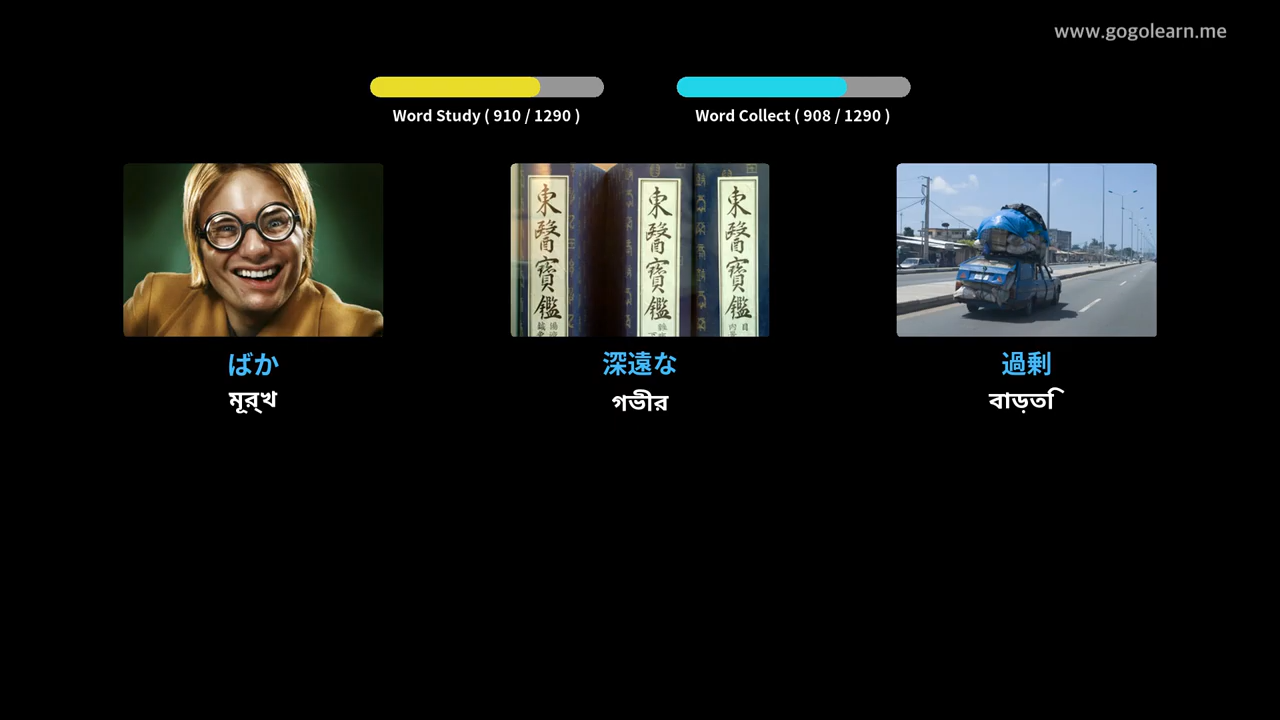 www.gogolearn.me
Word Study ( 910 / 1290 )
Word Collect ( 908 / 1290 )
東醫寶鑑
東醫寶鑑
東醫寶鑑
ばか
深遠な
過剰
মূর্খ
গভীর
বাড়তি